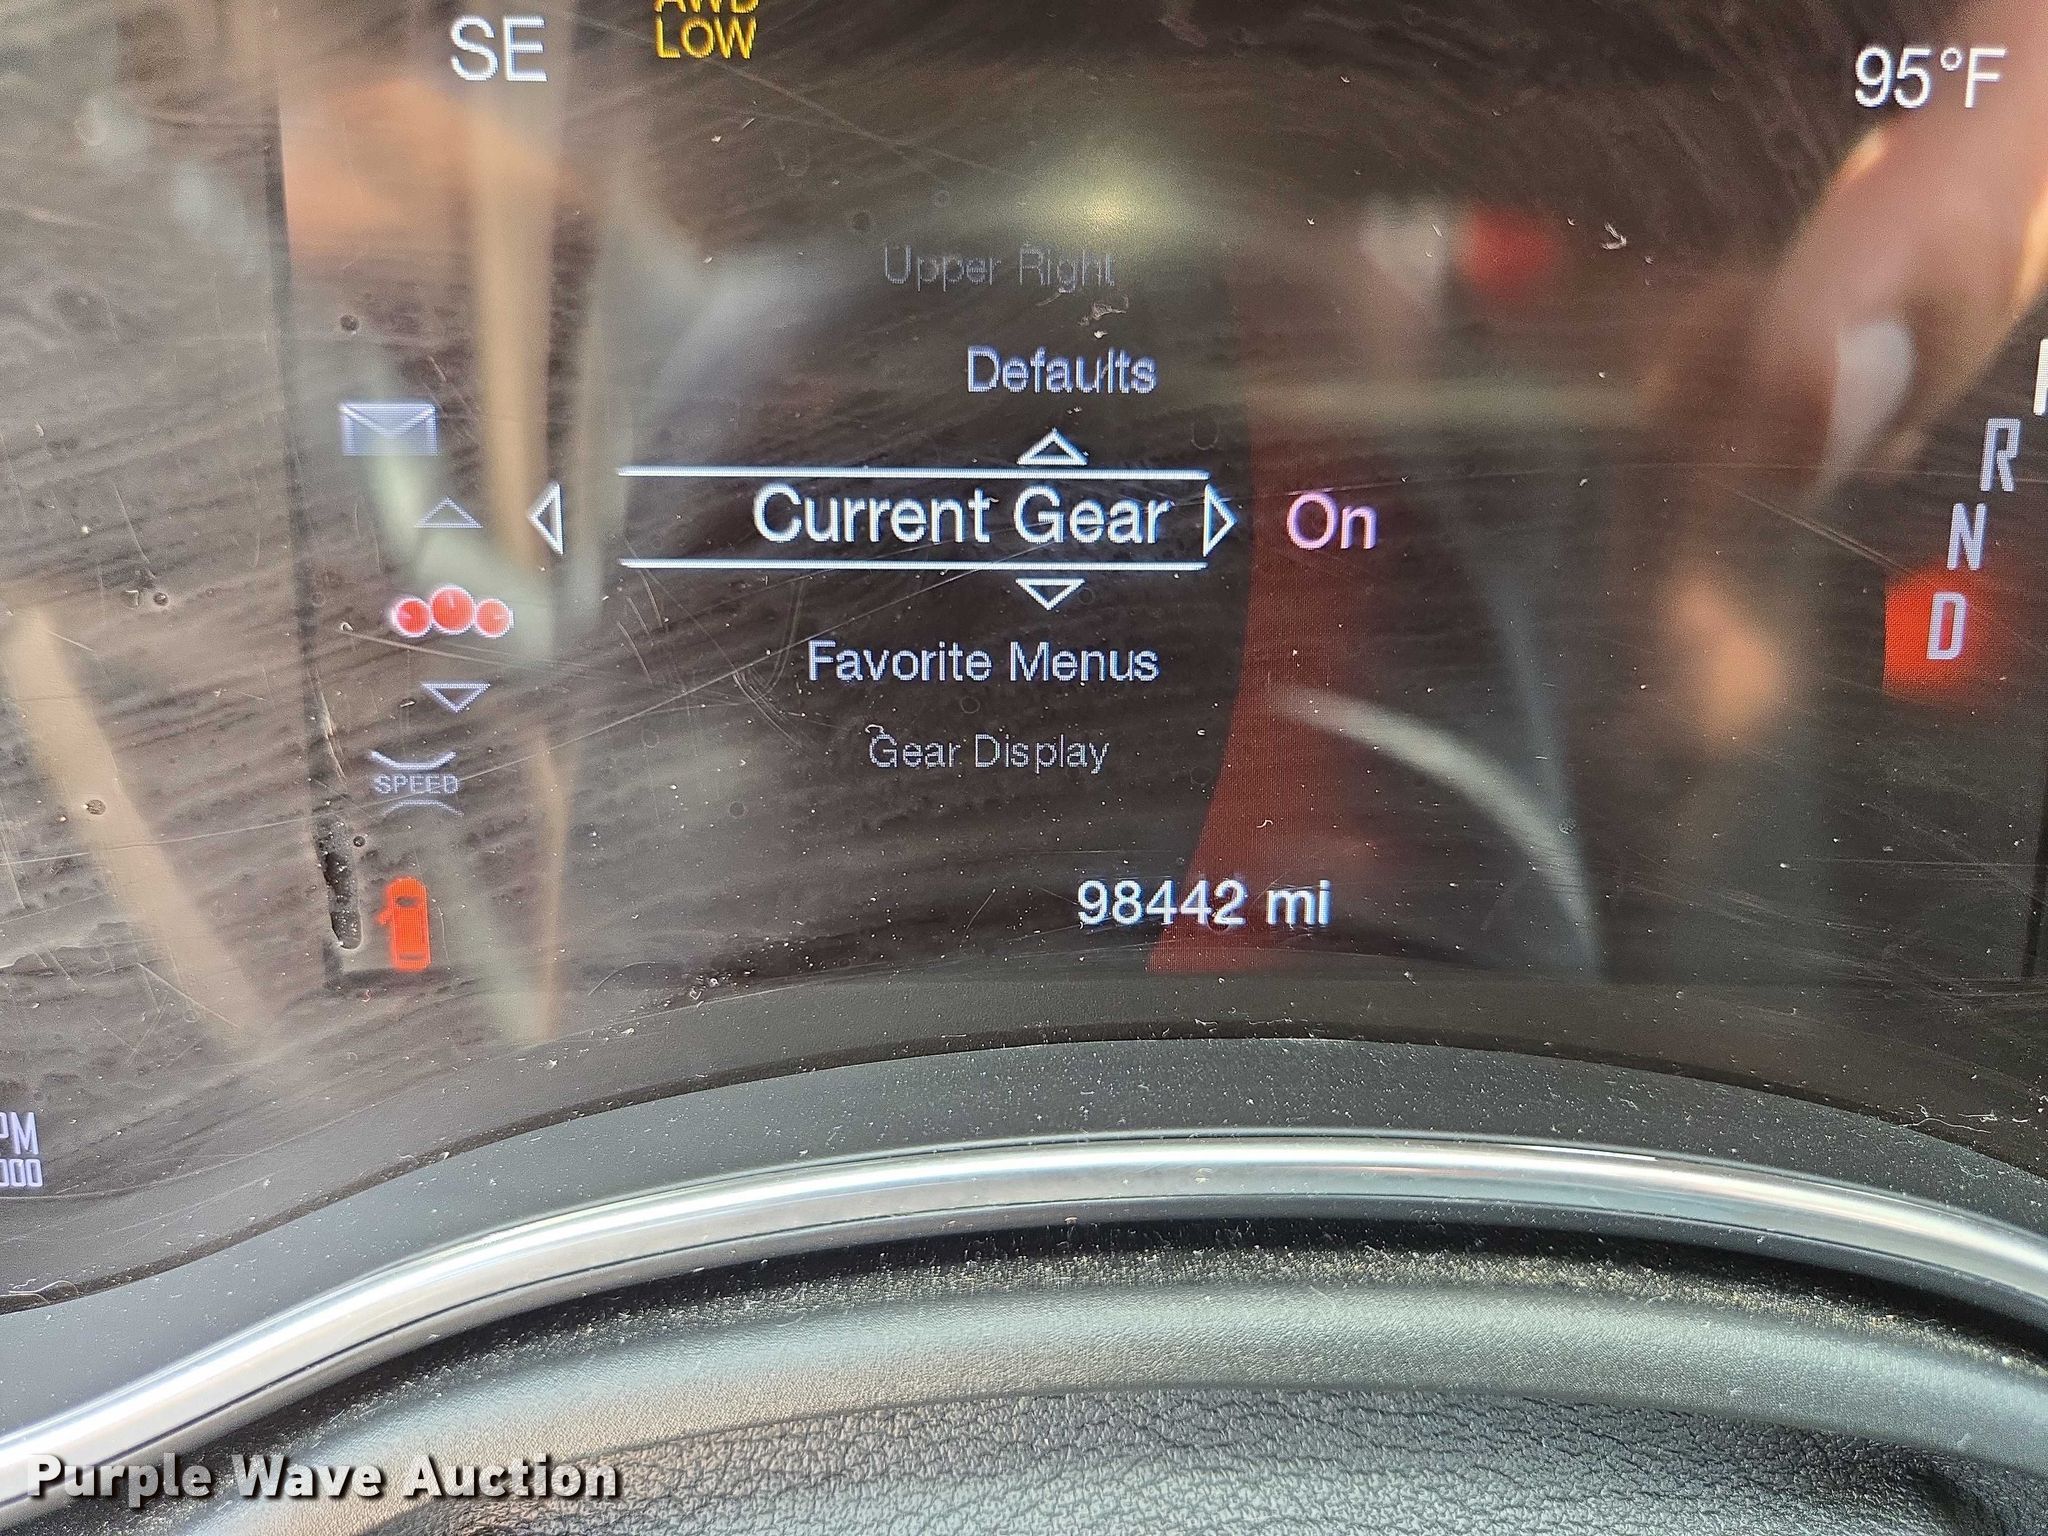 SE
AWD
LOW
95°F
Upper Right
Defaults
Current Gear
On
Favorite Menus
Gear Display
SPEED
R
N
D
98442 mi
Purple Wave Auction